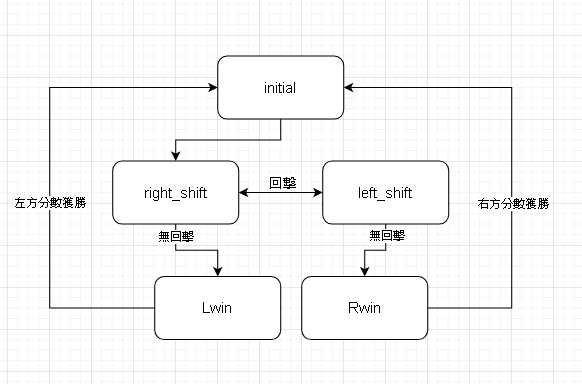 initial
回擊
right_shift
left_shift
左方分數獲勝
右方分數獲勝
無回擊
無回擊
Lwin
Rwin